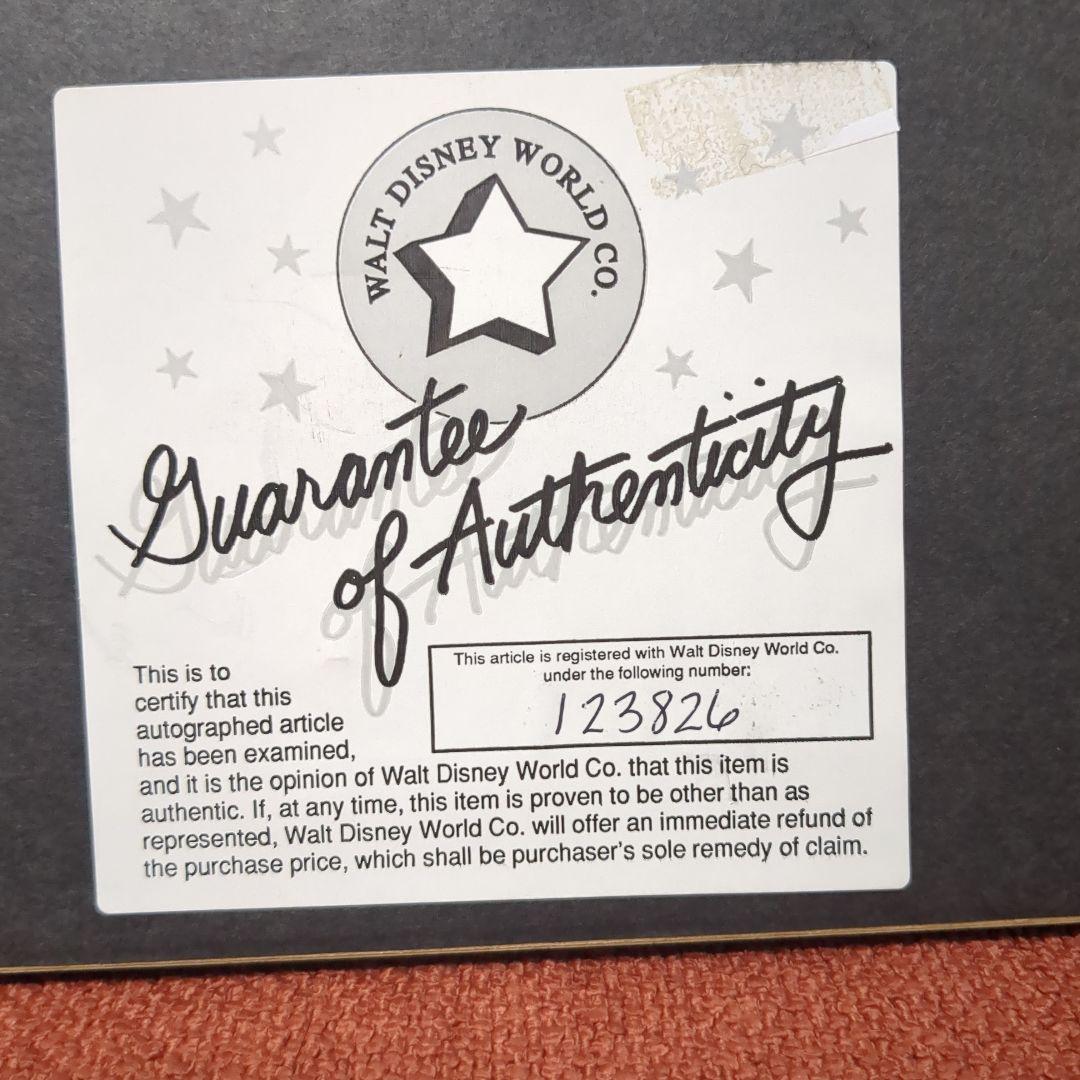 WALT DISNEY WORLD CO.
Guarantee
of Authenticity
This article is registered with Walt Disney World Co.
under the following number:
123826
This is to
certify that this
autographed article
has been examined,
and it is the opinion of Walt Disney World Co. that this item is
authentic. If, at any time, this item is proven to be other than as
represented, Walt Disney World Co. will offer an immediate refund of
the purchase price, which shall be purchaser's sole remedy of claim.